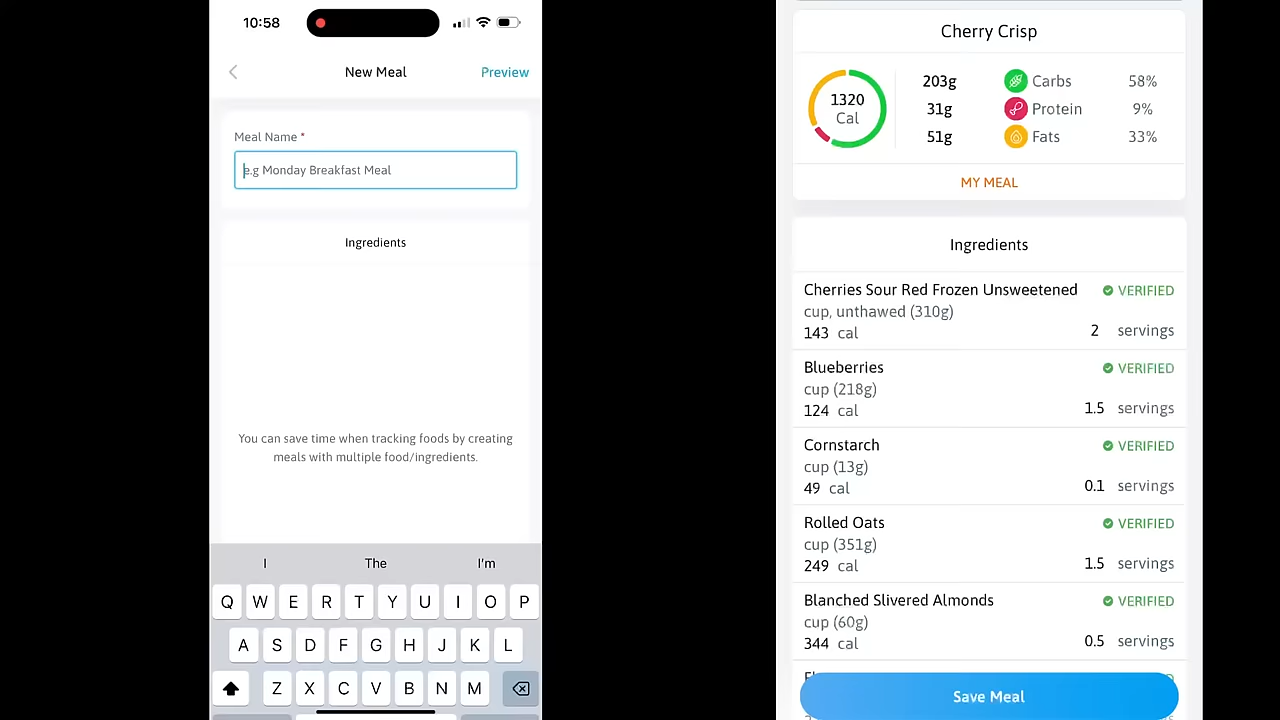 10:58
New Meal
Preview
Meal Name *
e.g Monday Breakfast Meal
Ingredients
You can save time when tracking foods by creating
meals with multiple food/ingredients.
I The I'm
Q W E R T Y U I O P
A S D F G H J K L
Z X C V B N M
Cherry Crisp
1320
Cal
203g Carbs 58%
31g Protein 9%
51g Fats 33%
MY MEAL
Ingredients
Cherries Sour Red Frozen Unsweetened VERIFIED
cup, unthawed (310g)
143 cal 2 servings
Blueberries VERIFIED
cup (218g)
124 cal 1.5 servings
Cornstarch VERIFIED
cup (13g)
49 cal 0.1 servings
Rolled Oats VERIFIED
cup (351g)
249 cal 1.5 servings
Blanched Slivered Almonds VERIFIED
cup (60g)
344 cal 0.5 servings
Save Meal